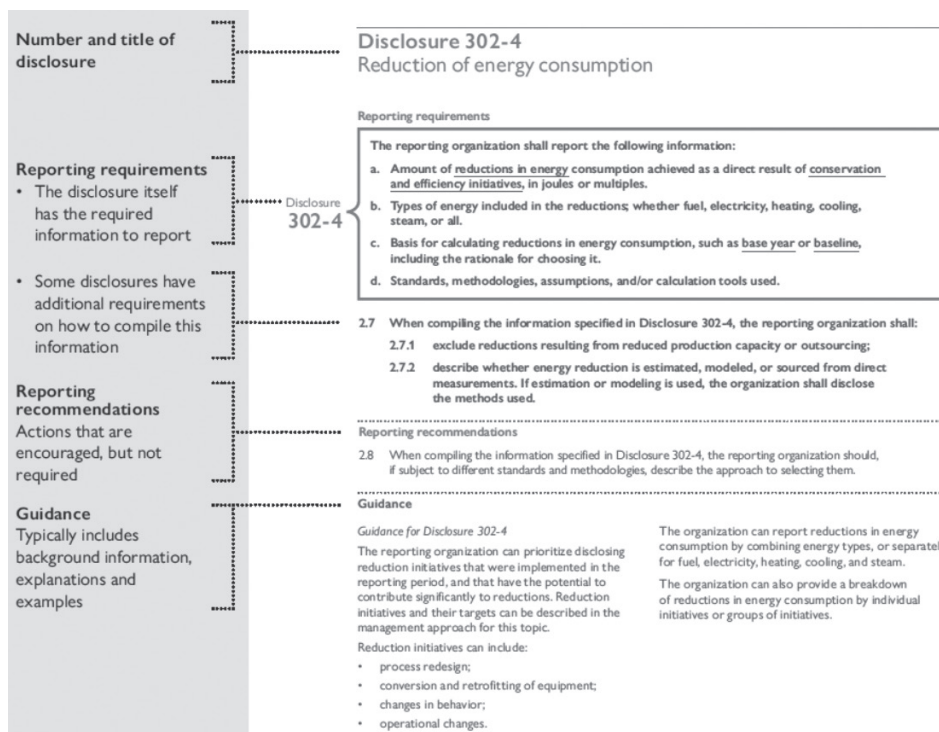 Number and title of
disclosure
Reporting requirements
• The disclosure itself
has the required
information to report
• Some disclosures have
additional requirements
on how to compile this
information
Reporting
recommendations
Actions that are
encouraged, but not
required
Guidance
Typically includes
background information,
explanations and
examples
Disclosure 302-4
Reduction of energy consumption
Reporting requirements
Disclosure
302-4
The reporting organization shall report the following information:
a. Amount of reductions in energy consumption achieved as a direct result of conservation
and efficiency initiatives, in joules or multiples.
b. Types of energy included in the reductions; whether fuel, electricity, heating, cooling,
steam, or all.
c. Basis for calculating reductions in energy consumption, such as base year or baseline,
including the rationale for choosing it.
d. Standards, methodologies, assumptions, and/or calculation tools used.
2.7 When compiling the information specified in Disclosure 302-4, the reporting organization shall:
2.7.1 exclude reductions resulting from reduced production capacity or outsourcing;
2.7.2 describe whether energy reduction is estimated, modeled, or sourced from direct
measurements. If estimation or modeling is used, the organization shall disclose
the methods used.
Reporting recommendations
2.8 When compiling the information specified in Disclosure 302-4, the reporting organization should,
if subject to different standards and methodologies, describe the approach to selecting them.
Guidance
Guidance for Disclosure 302-4
The reporting organization can prioritize disclosing
reduction initiatives that were implemented in the
reporting period, and that have the potential to
contribute significantly to reductions. Reduction
initiatives and their targets can be described in the
management approach for this topic.
Reduction initiatives can include:
• process redesign;
• conversion and retrofitting of equipment;
• changes in behavior;
• operational changes.
The organization can report reductions in energy
consumption by combining energy types, or separatel
for fuel, electricity, heating, cooling, and steam.
The organization can also provide a breakdown
of reductions in energy consumption by individual
initiatives or groups of initiatives.